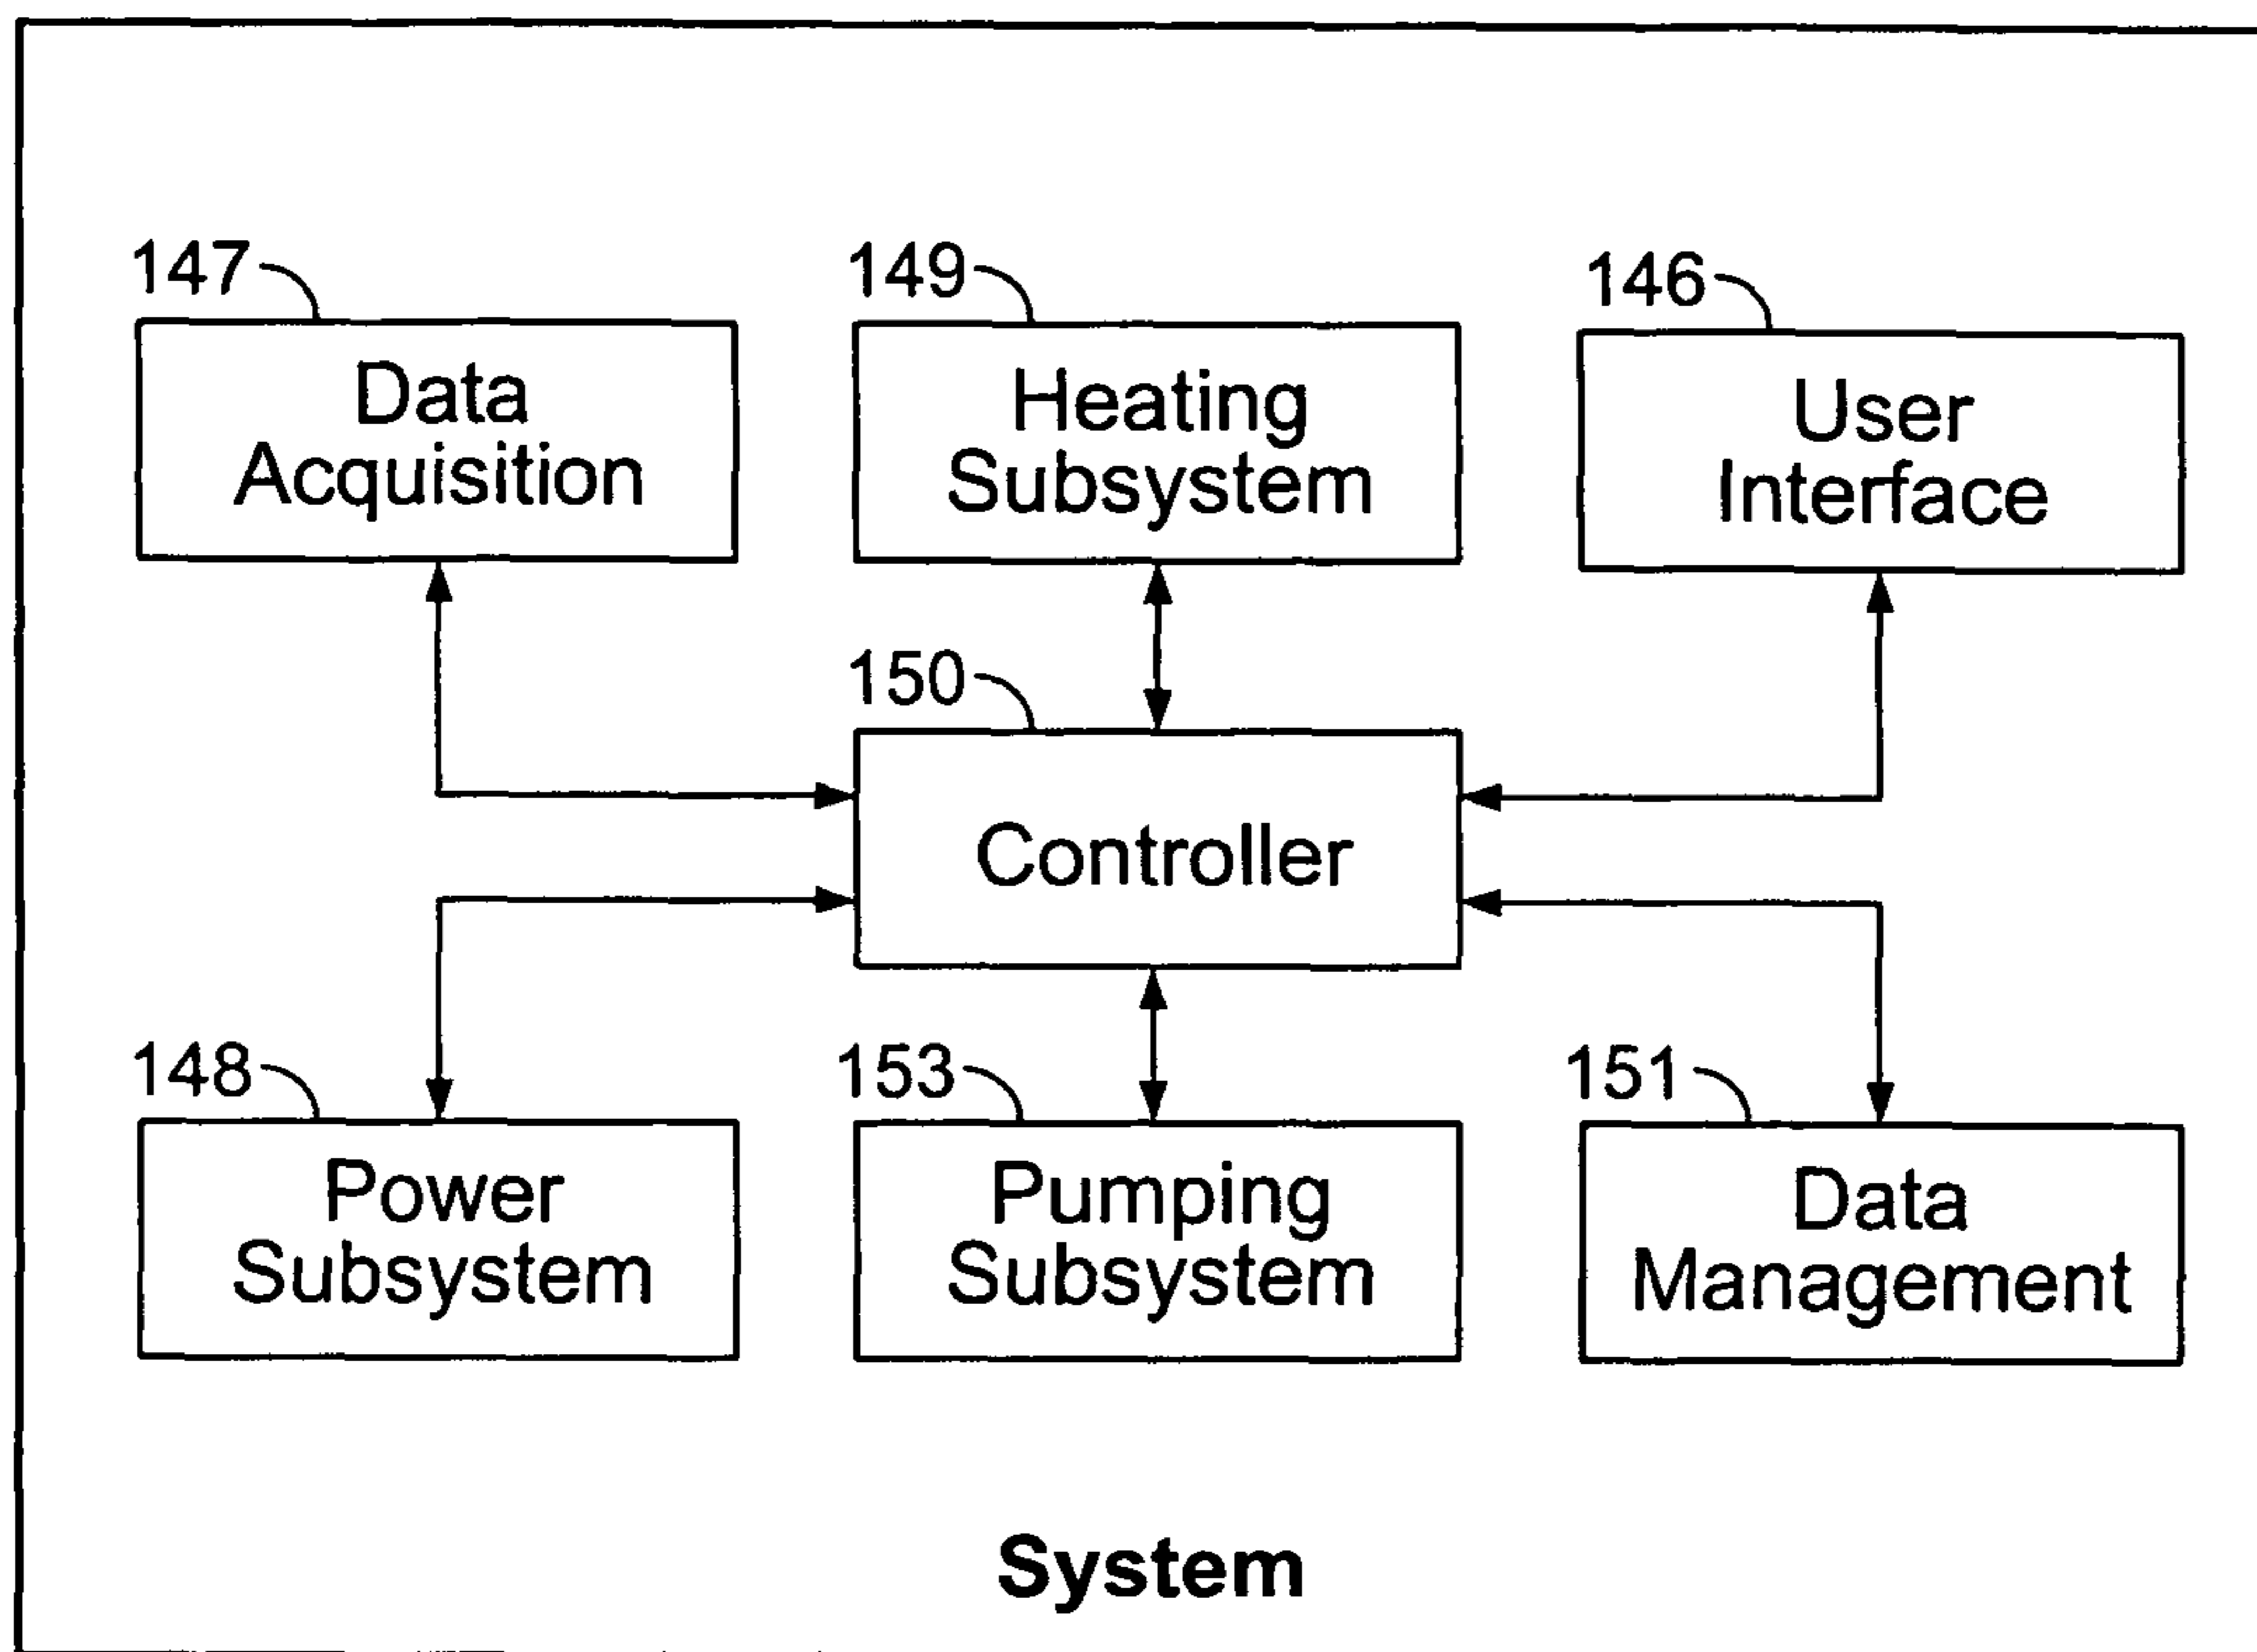 147
Data
Acquisition
149
Heating
Subsystem
146
User
Interface
150
Controller
148
Power
Subsystem
153
Pumping
Subsystem
151
Data
Management
System